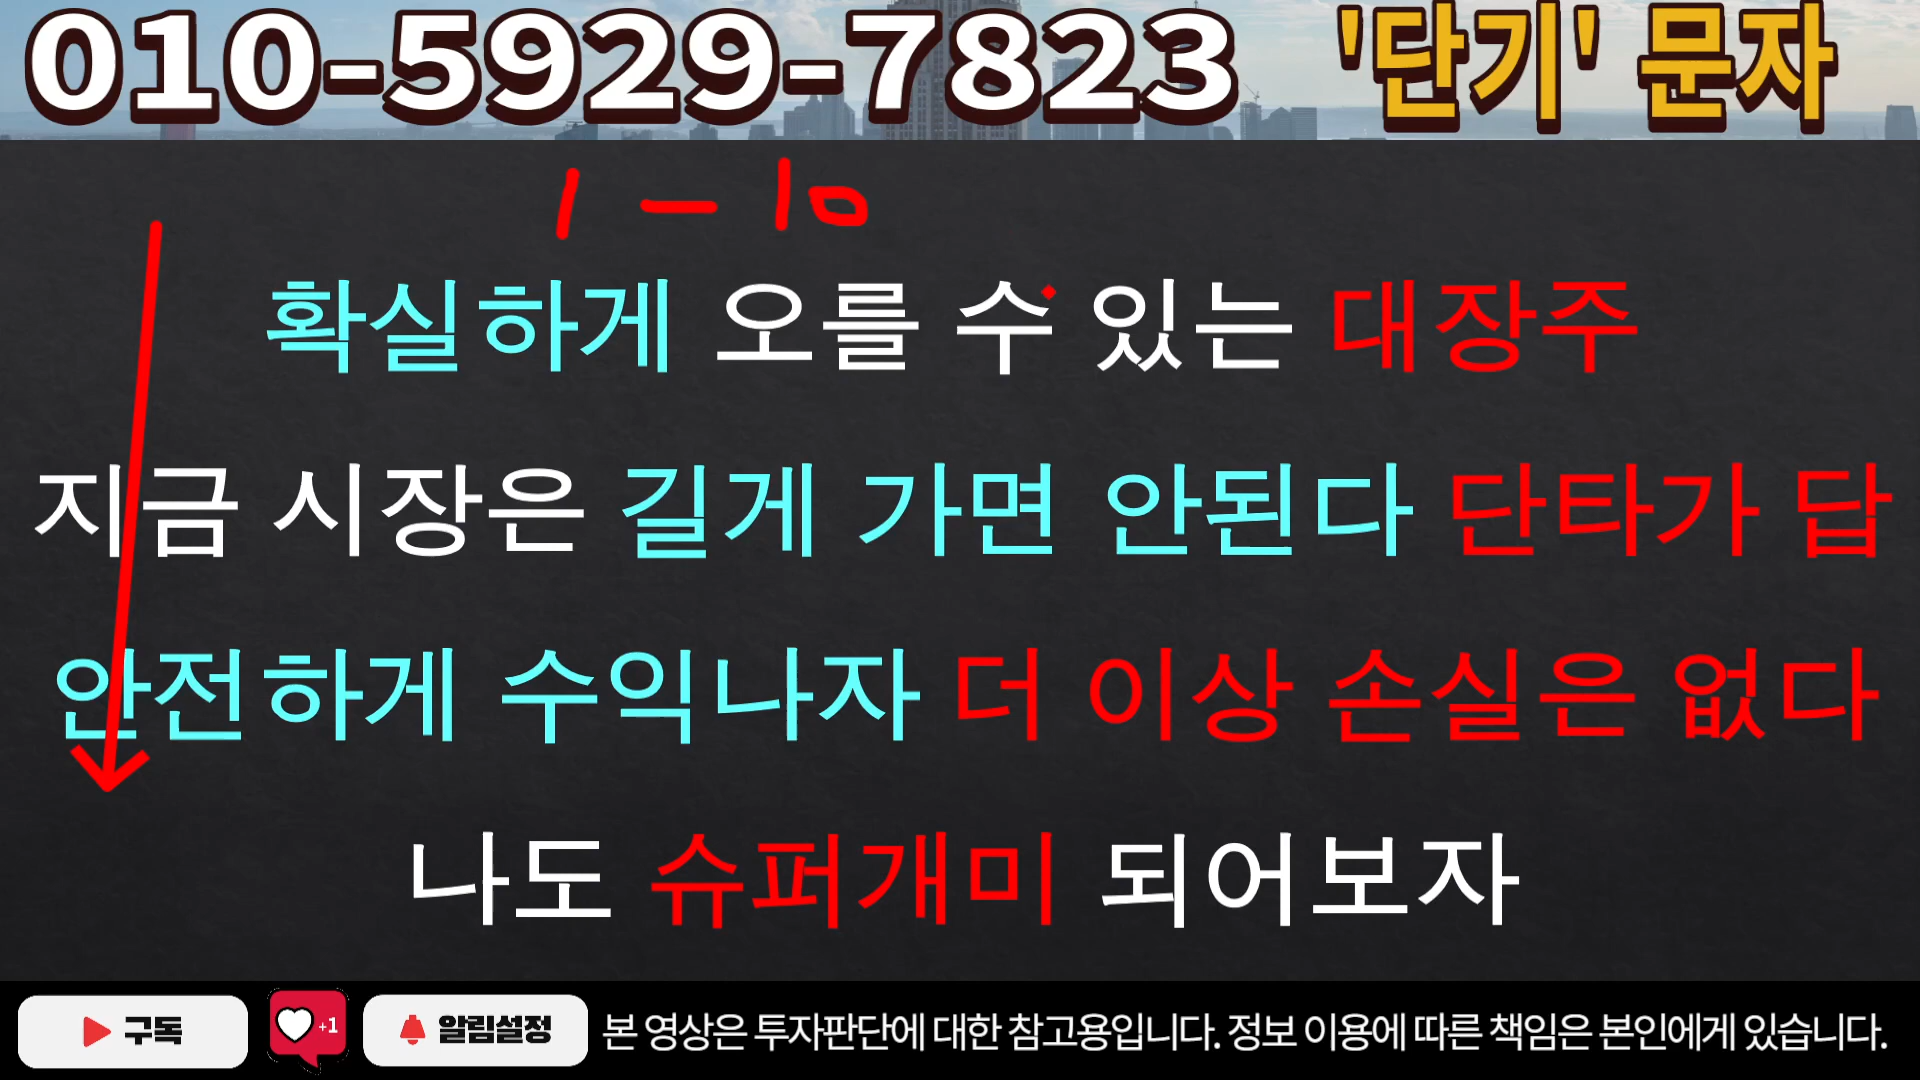 010-5929-7823 '단기' 문자
1 - 10
확실하게 오를 수 있는 대장주
지금 시장은 길게 가면 안된다 단타가 답
안전하게 수익나자 더 이상 손실은 없다
나도 슈퍼개미 되어보자
구독 +1 알림설정 본 영상은 투자판단에 대한 참고용입니다. 정보 이용에 따른 책임은 본인에게 있습니다.